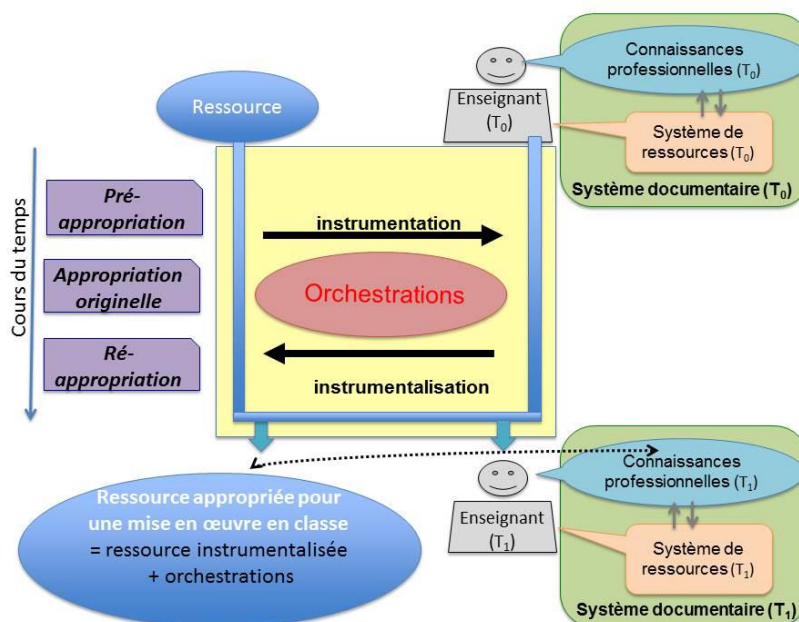 Connaissances
professionnelles (T₀)
Ressource
Enseignant
(T₀)
Système de
ressources (T₀)
Système documentaire (T₀)
Cours du temps
Pré-
appropriation
instrumentation
Appropriation
originelle
Orchestrations
Ré-
appropriation
instrumentalisation
Ressource appropriée pour
une mise en œuvre en classe
= ressource instrumentalisée
+ orchestrations
Enseignant
(T₁)
Connaissances
professionnelles (T₁)
Système de
ressources (T₁)
Système documentaire (T₁)